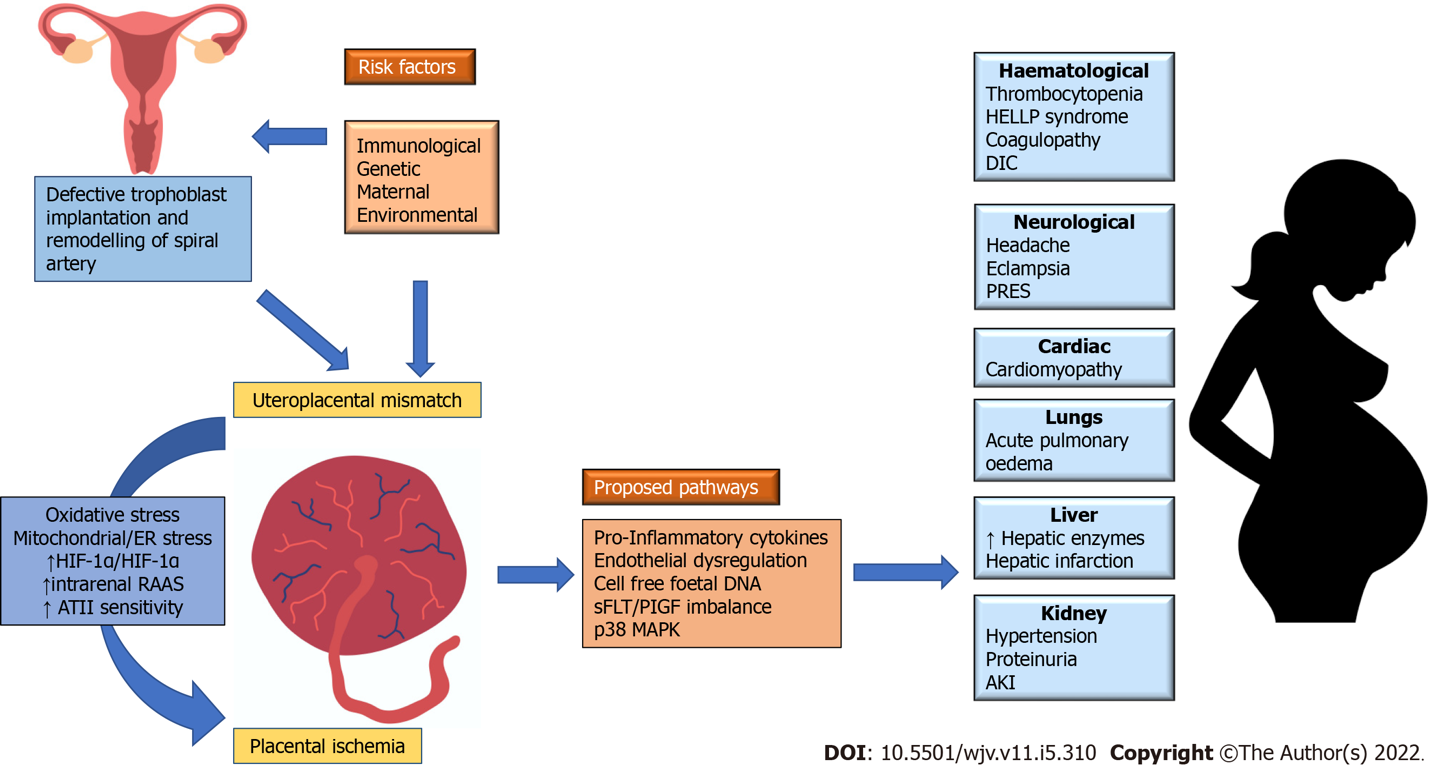 Risk factors
Immunological
Genetic
Maternal
Environmental
Defective trophoblast
implantation and
remodelling of spiral
artery
Uteroplacental mismatch
Oxidative stress
Mitochondrial/ER stress
↑HIF-1α/HIF-1α
↑intrarenal RAAS
↑ ATII sensitivity
Placental ischemia
Proposed pathways
Pro-Inflammatory cytokines
Endothelial dysregulation
Cell free foetal DNA
sFLT/PIGF imbalance
p38 MAPK
Haematological
Thrombocytopenia
HELLP syndrome
Coagulopathy
DIC
Neurological
Headache
Eclampsia
PRES
Cardiac
Cardiomyopathy
Lungs
Acute pulmonary
oedema
Liver
↑ Hepatic enzymes
Hepatic infarction
Kidney
Hypertension
Proteinuria
AKI
DOI: 10.5501/wjv.v11.i5.310 Copyright ©The Author(s) 2022.